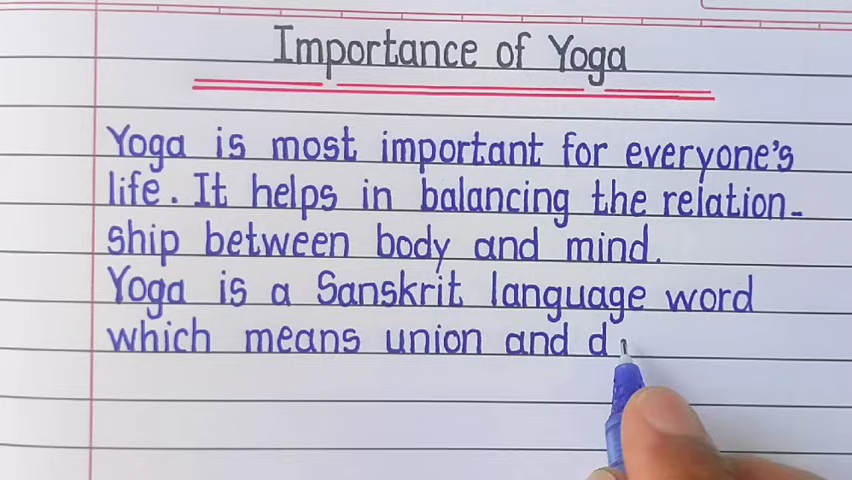 Importance of Yoga
Yoga is most important for everyone's
life. It helps in balancing the relation-
ship between body and mind.
Yoga is a Sanskrit language word
which means union and d